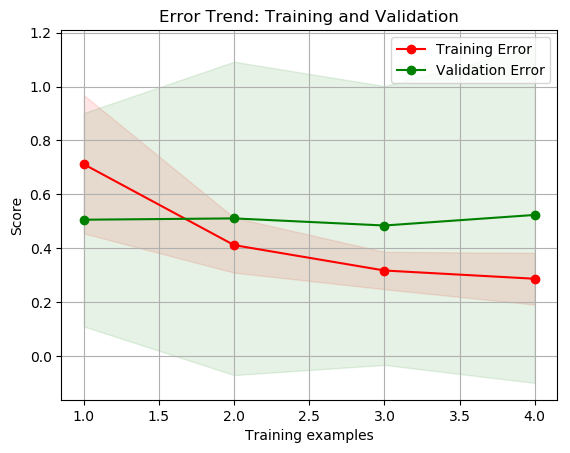 Error Trend: Training and Validation
1.2
1.0
0.8
0.6
0.4
0.2
0.0
Score
Training Error
Validation Error
1.0 1.5 2.0 2.5 3.0 3.5 4.0
Training examples